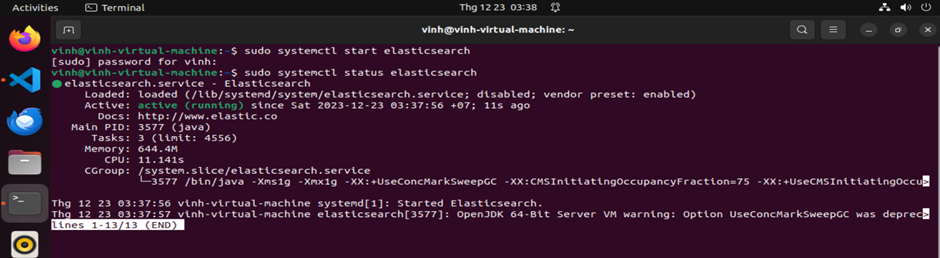 Activities Terminal Thg 12 23 03:38
vinh@vinh-virtual-machine: ~
vinh@vinh-virtual-machine:~$ sudo systemctl start elasticsearch
[sudo] password for vinh:
vinh@vinh-virtual-machine:~$ sudo systemctl status elasticsearch
● elasticsearch.service - Elasticsearch
Loaded: loaded (/lib/systemd/system/elasticsearch.service; disabled; vendor preset: enabled)
Active: active (running) since Sat 2023-12-23 03:37:56 +07; 11s ago
Docs: http://www.elastic.co
Main PID: 3577 (java)
Tasks: 3 (limit: 4556)
Memory: 644.4M
CPU: 11.141s
CGroup: /system.slice/elasticsearch.service
└─3577 /bin/java -Xms1g -Xmx1g -XX:+UseConcMarkSweepGC -XX:CMSInitiatingOccupancyFraction=75 -XX:+UseCMSInitiatingOccu>
Thg 12 23 03:37:56 vinh-virtual-machine systemd[1]: Started Elasticsearch.
Thg 12 23 03:37:57 vinh-virtual-machine elasticsearch[3577]: OpenJDK 64-Bit Server VM warning: Option UseConcMarkSweepGC was deprec>
lines 1-13/13 (END)